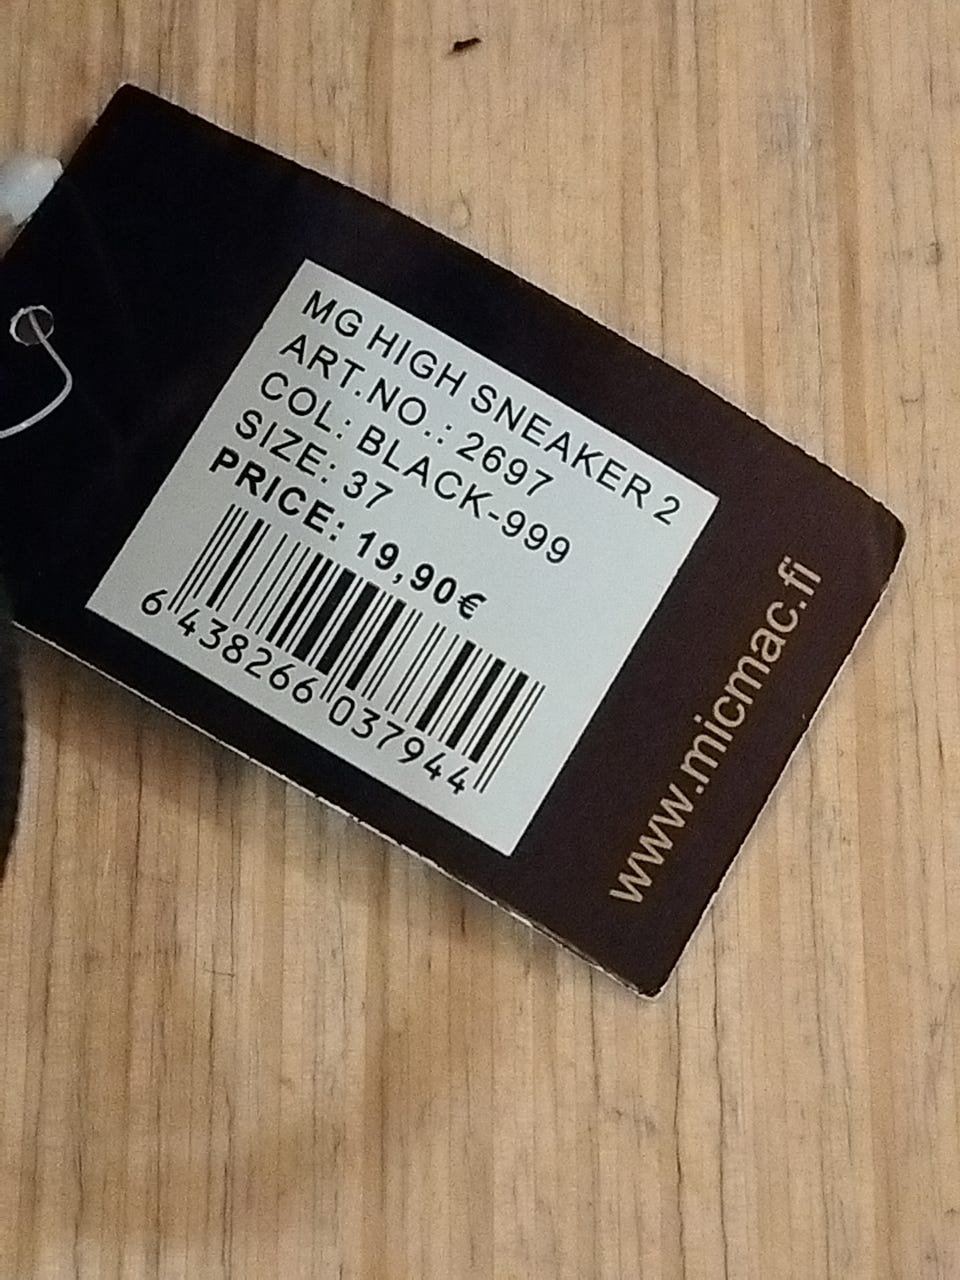 MG HIGH SNEAKER 2
ART.NO.: 2697
COL: BLACK-999
SIZE: 37
PRICE: 19,90€
6 438266 037944
www.micmac.fi